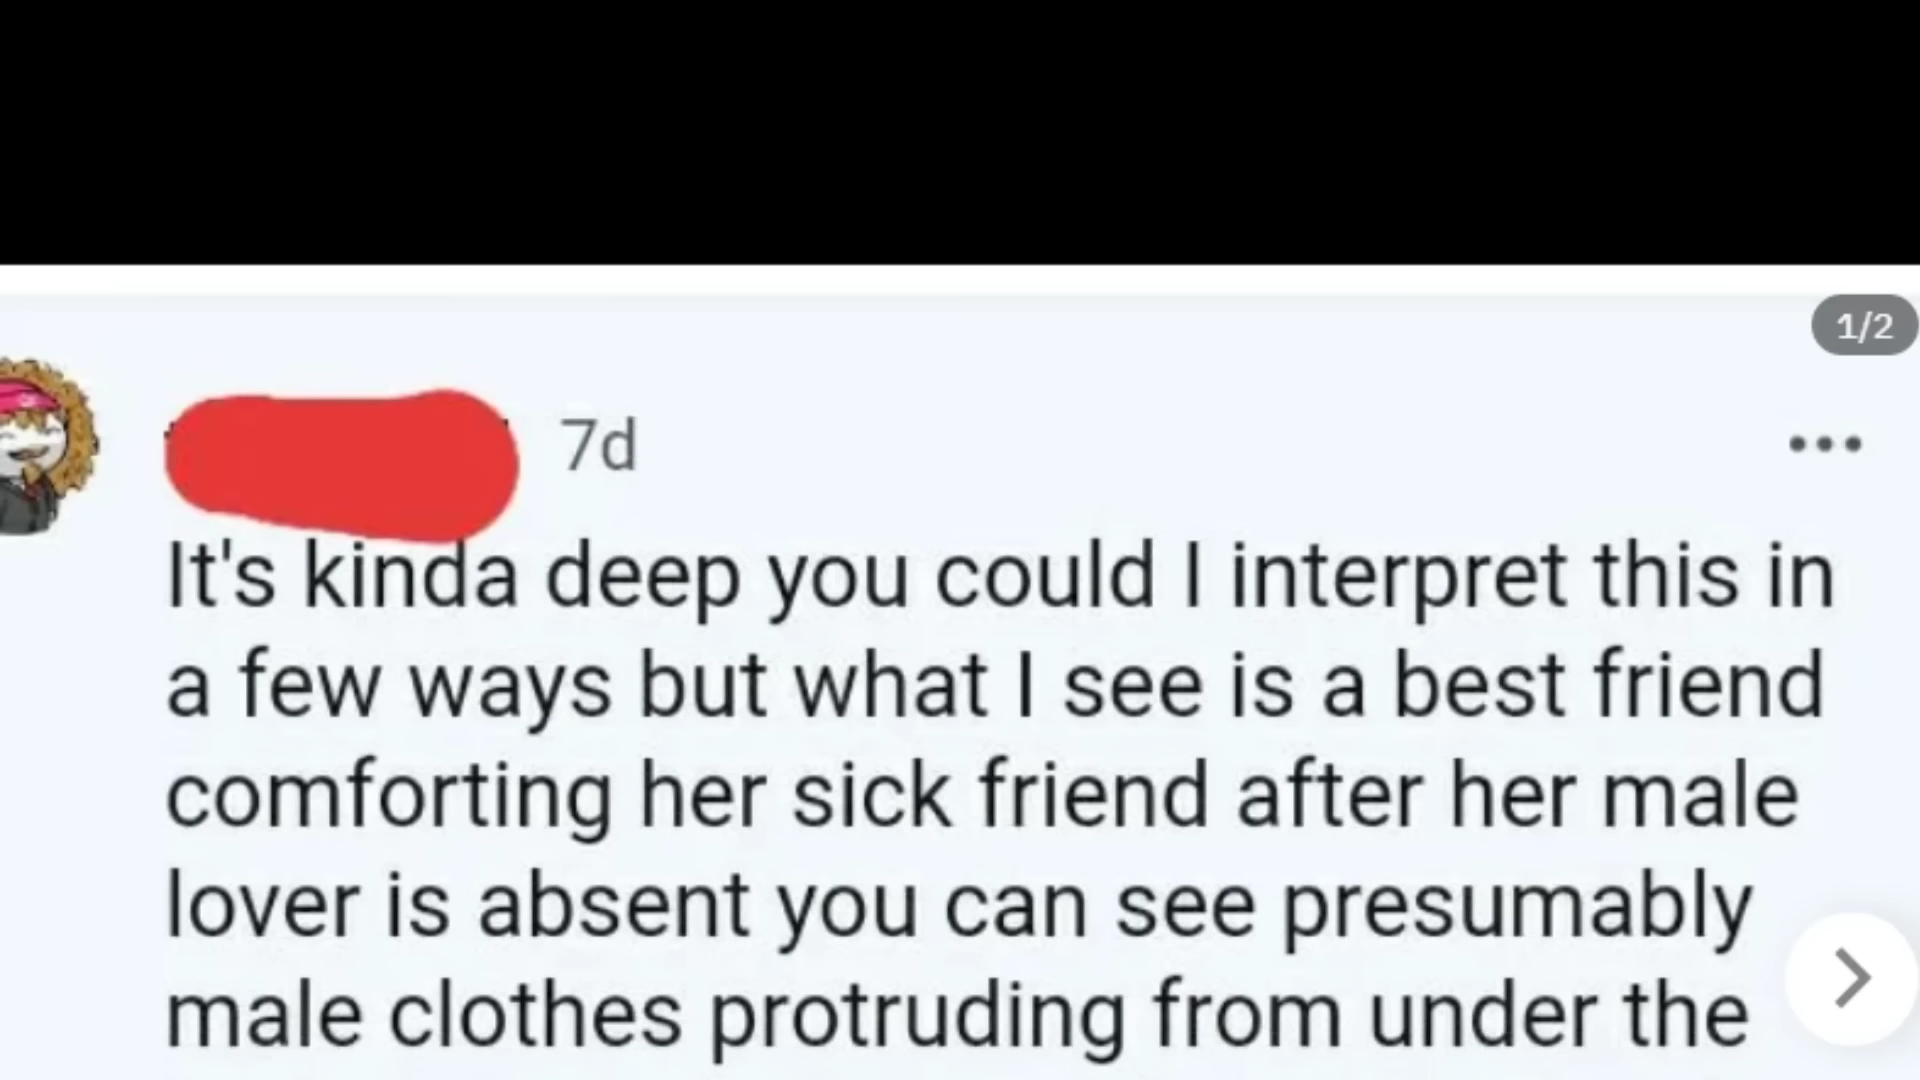 1/2
7d
It's kinda deep you could I interpret this in
a few ways but what I see is a best friend
comforting her sick friend after her male
lover is absent you can see presumably
male clothes protruding from under the